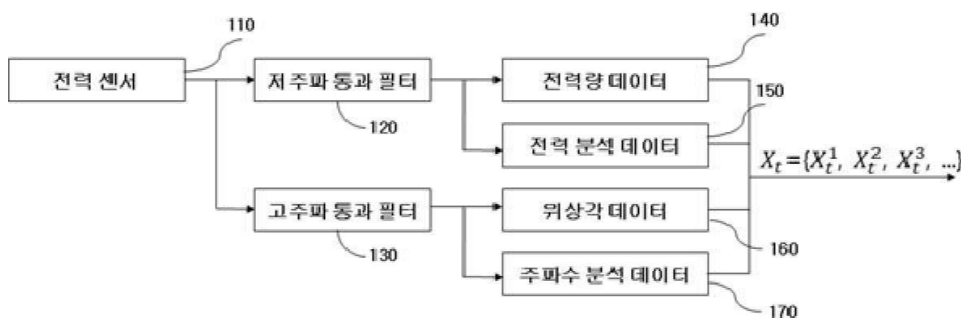 110
전력 센서
저주파 통과 필터
120
고주파 통과 필터
130
140
전력량 데이터
150
전력 분석 데이터
위상각 데이터
160
주파수 분석 데이터
170
X_t={X_t^1, X_t^2, X_t^3, ...}